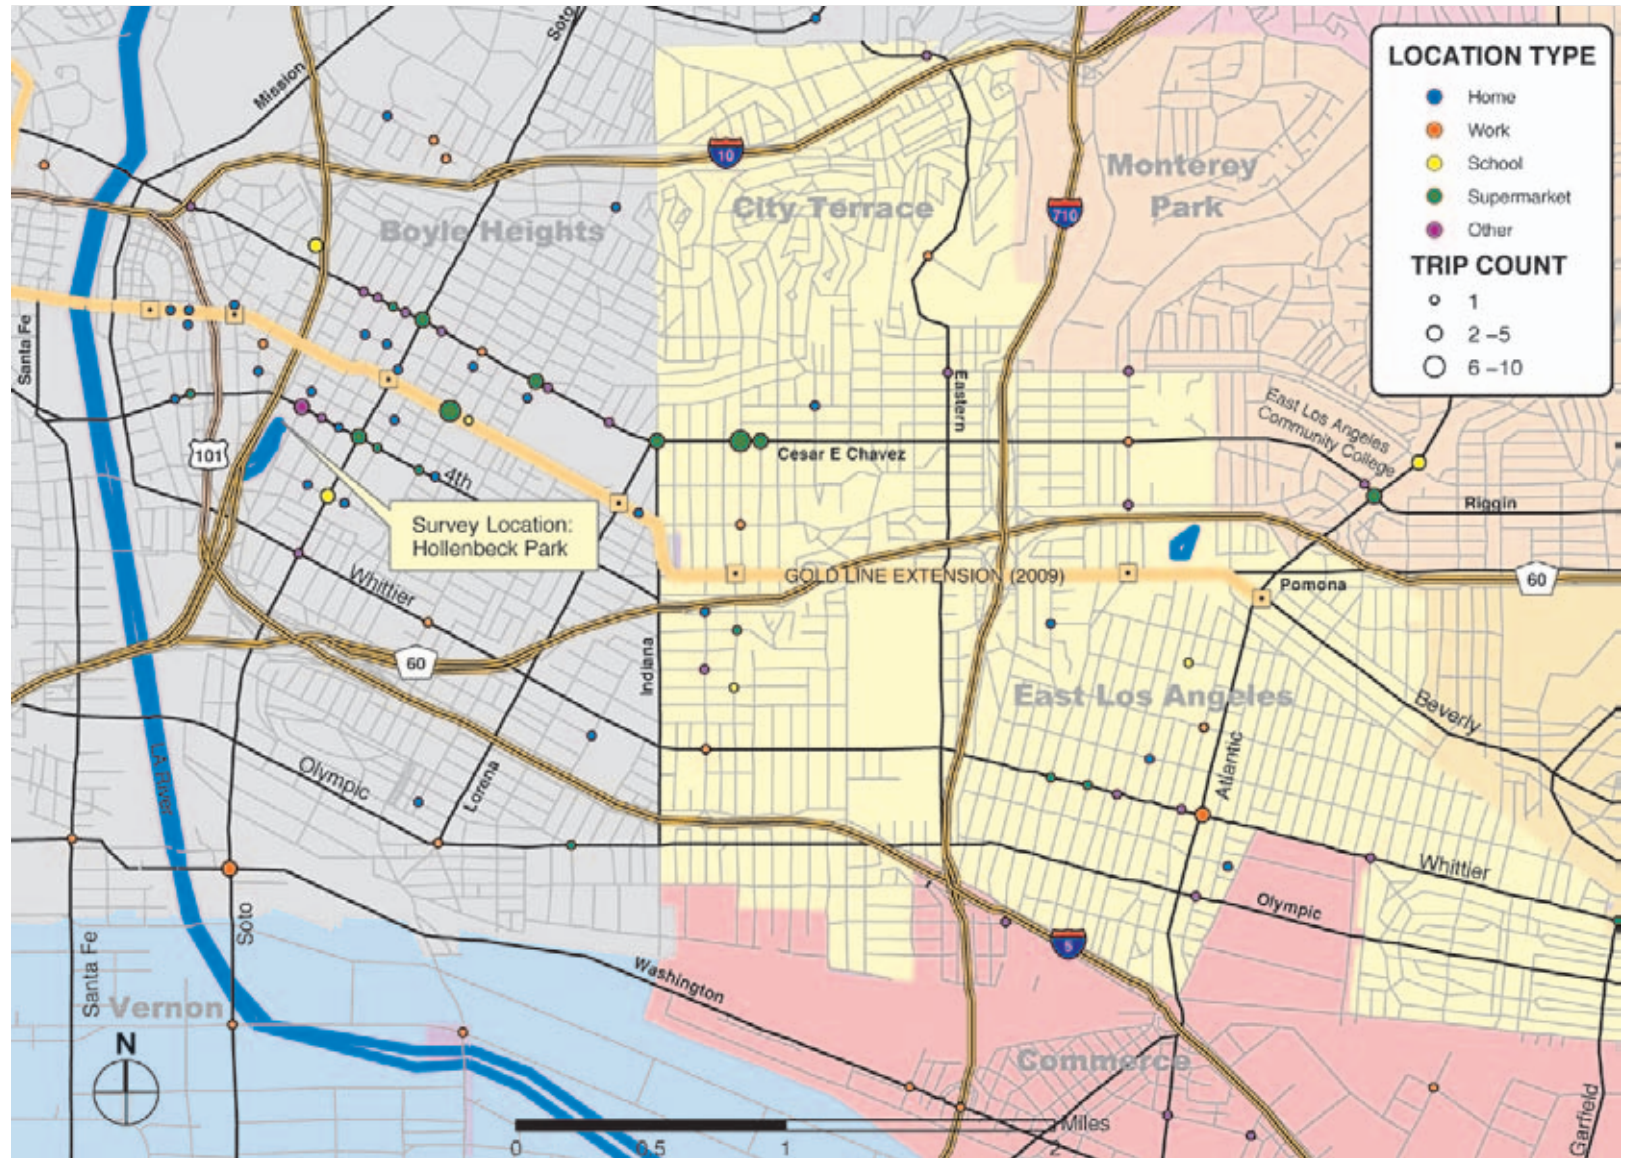 Soto
Mission
10
Boyle Heights
City Terrace
Monterey
Park
710
LOCATION TYPE
Home
Work
School
Supermarket
Other
TRIP COUNT
1
2 –5
6 –10
Santa Fe
Eastern
East Los Angeles
Community College
101
4th
Cesar E Chavez
Riggin
Survey Location:
Hollenbeck Park
Whittier
GOLD LINE EXTENSION (2009)
Pomona
60
60
Indiana
East Los Angeles
Beverly
LA River
Olympic
Lorena
Atlantic
Whittier
Olympic
Soto
Santa Fe
5
Washington
Vernon
N
Commerce
Garfield
Miles
0
0.5
1
2